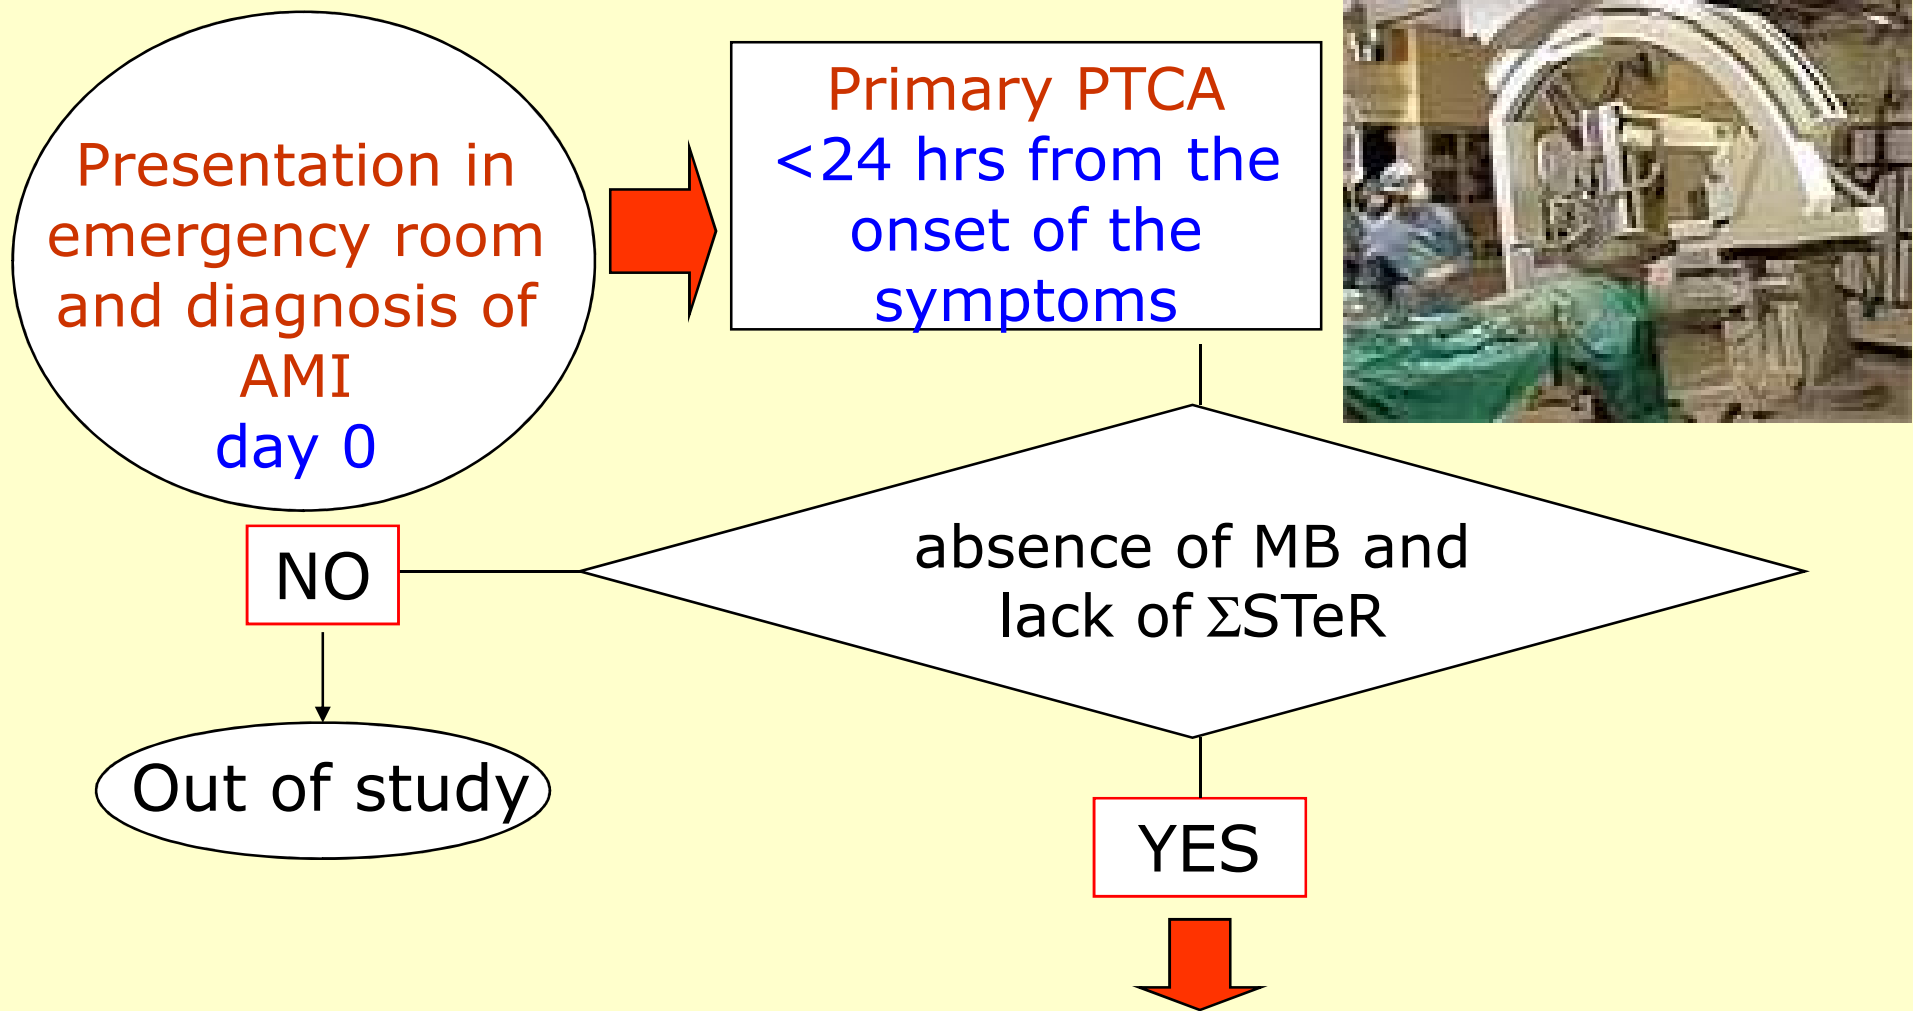 Presentation in
emergency room
and diagnosis of
AMI
day 0
Primary PTCA
<24 hrs from the
onset of the
symptoms
absence of MB and
lack of ΣSTeR
NO
Out of study
YES